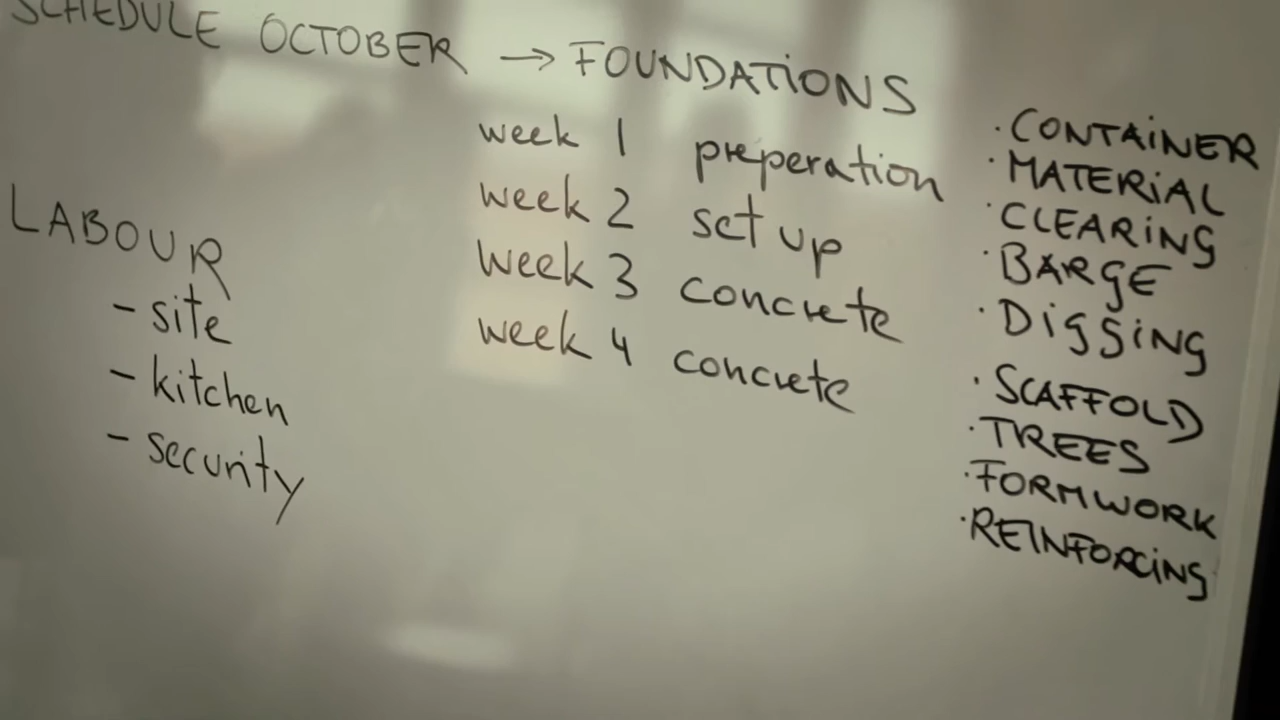 SCHEDULE OCTOBER → FOUNDATIONS
week 1 preperation
week 2 set up
week 3 concrete
week 4 concrete
LABOUR
- site
- kitchen
- security
· CONTAINER
· MATERIAL
· CLEARING
· BARGE
· DIGGING
· SCAFFOLD
· TREES
· FORMWORK
· REINFORCING